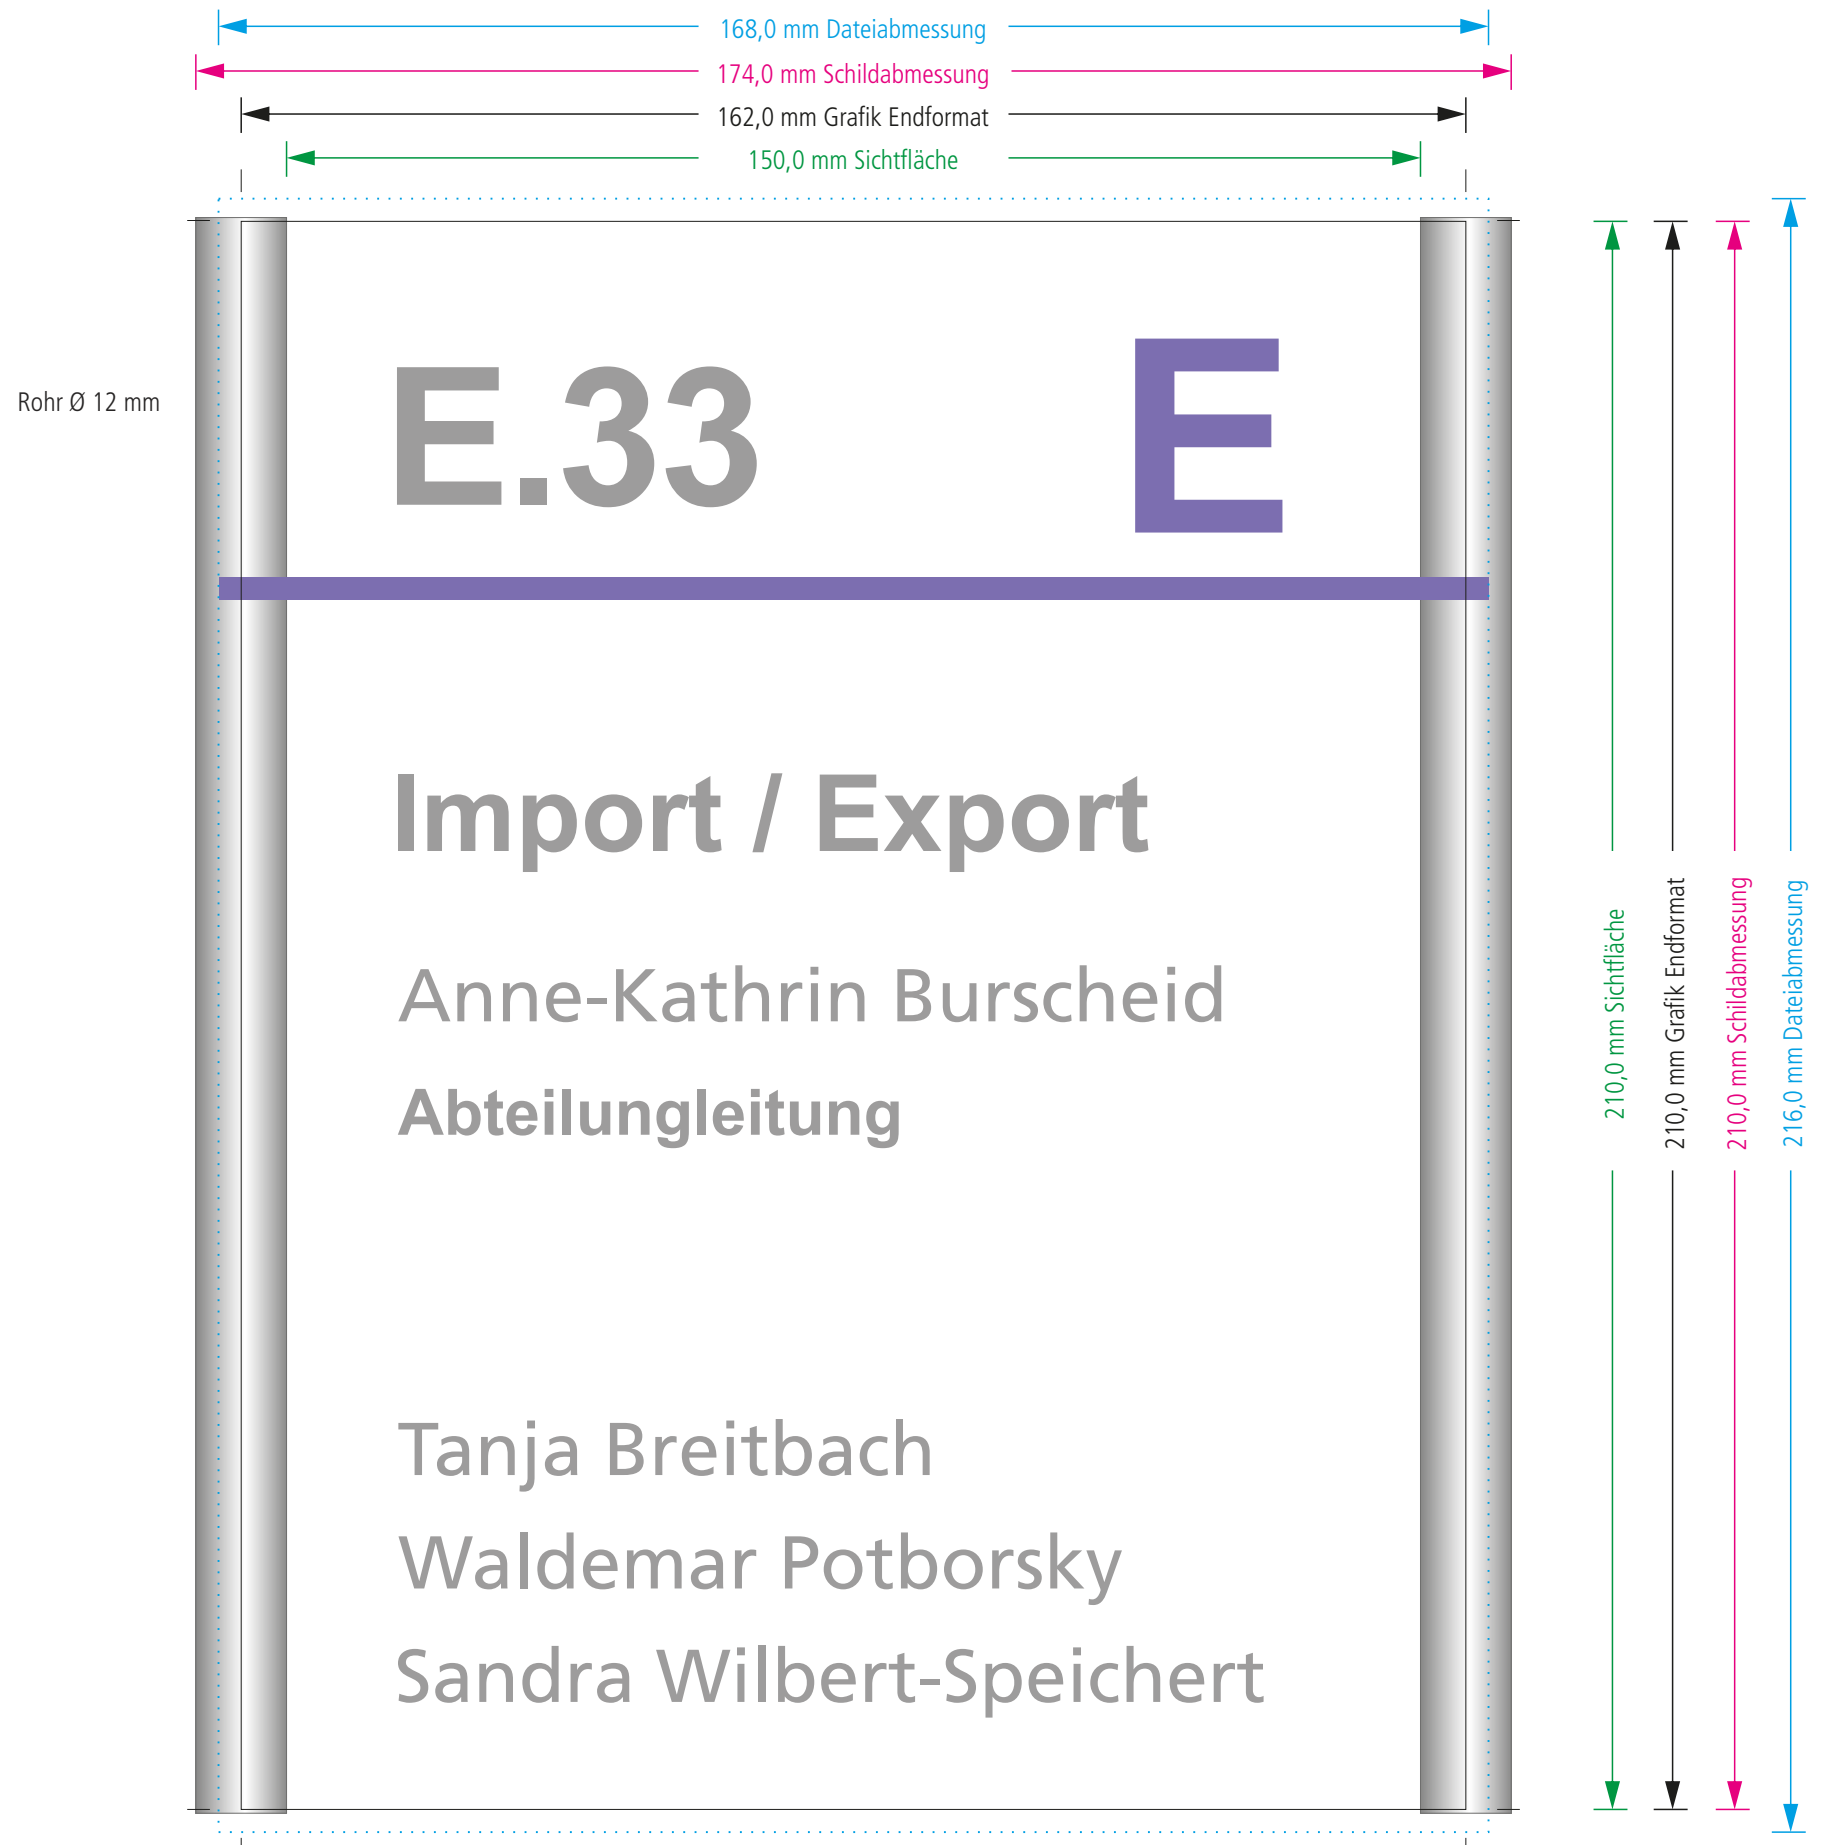 168,0 mm Dateiabmessung
174,0 mm Schildabmessung
162,0 mm Grafik Endformat
150,0 mm Sichtfläche
Rohr Ø 12 mm
E.33
E
Import / Export
Anne-Kathrin Burscheid
Abteilungleitung
Tanja Breitbach
Waldemar Potborsky
Sandra Wilbert-Speichert
210,0 mm Sichtfläche
210,0 mm Grafik Endformat
210,0 mm Schildabmessung
216,0 mm Dateiabmessung